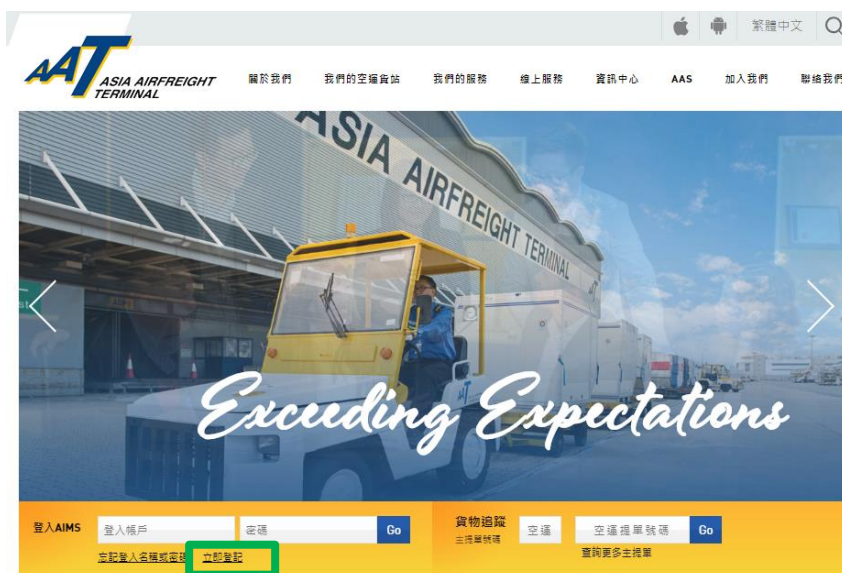 繁體中文
AAT
ASIA AIRFREIGHT
TERMINAL
關於我們 我們的空運貨站 我們的服務 線上服務 資訊中心 AAS 加入我們 聯絡我們
ASIA AIRFREIGHT TERMINAL
Exceeding Expectations
登入AIMS 登入帳戶 密碼 Go
忘記登入名稱或密碼 立即登記
貨物追蹤 空運 空運提單號碼 Go
主提單號碼
查詢更多主提單